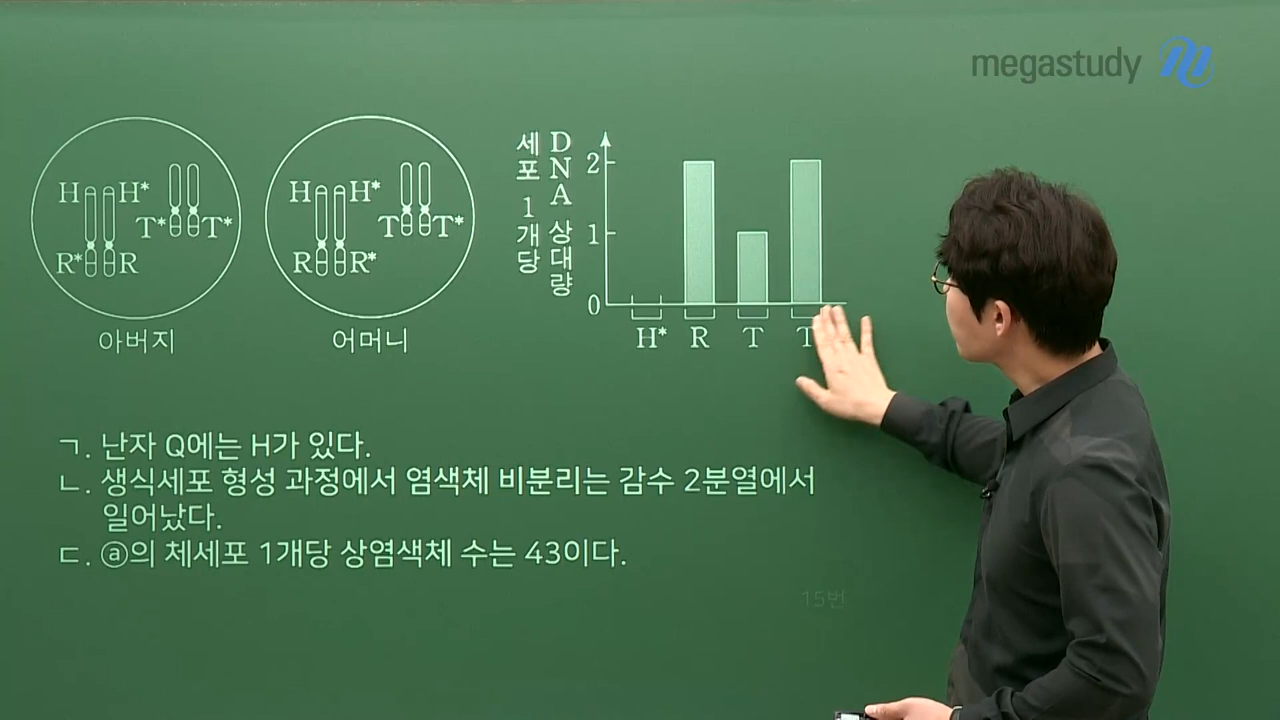 megastudy
H H*
T* T*
R* R
아버지
H H*
T T*
R R*
어머니
세포 1개당
DNA 상대량
2
1
0
H* R T T
ㄱ. 난자 Q에는 H가 있다.
ㄴ. 생식세포 형성 과정에서 염색체 비분리는 감수 2분열에서
일어났다.
ㄷ. ⓐ의 체세포 1개당 상염색체 수는 43이다.
15번